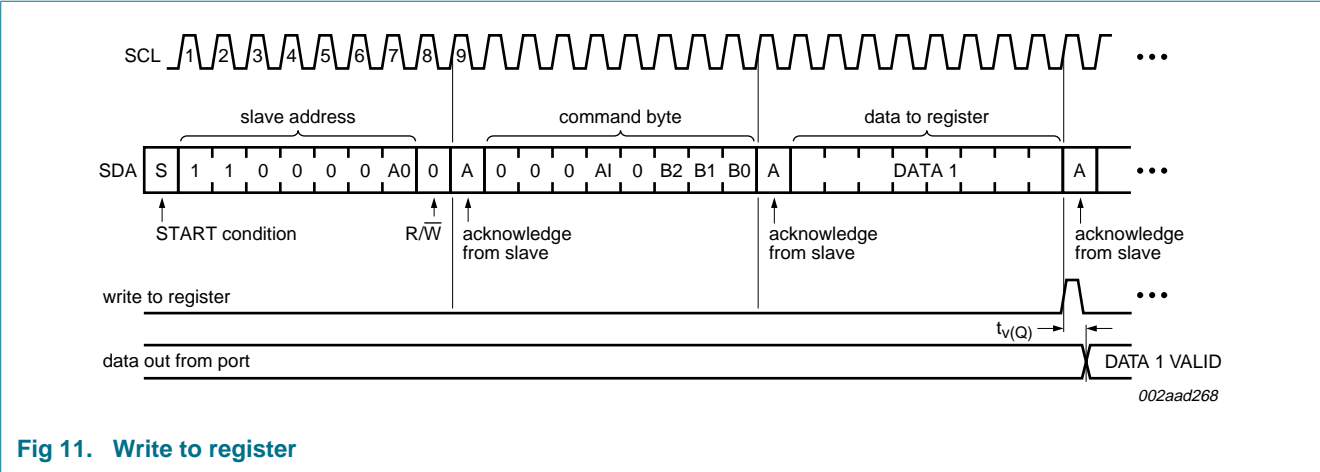 SCL 1 2 3 4 5 6 7 8 9 •••
slave address command byte data to register
SDA S 1 1 0 0 0 0 A0 0 A 0 0 0 AI 0 B2 B1 B0 A DATA 1 A •••
START condition R/W̅ acknowledge from slave acknowledge from slave acknowledge from slave
write to register •••
tv(Q)
data out from port DATA 1 VALID
002aad268
Fig 11. Write to register